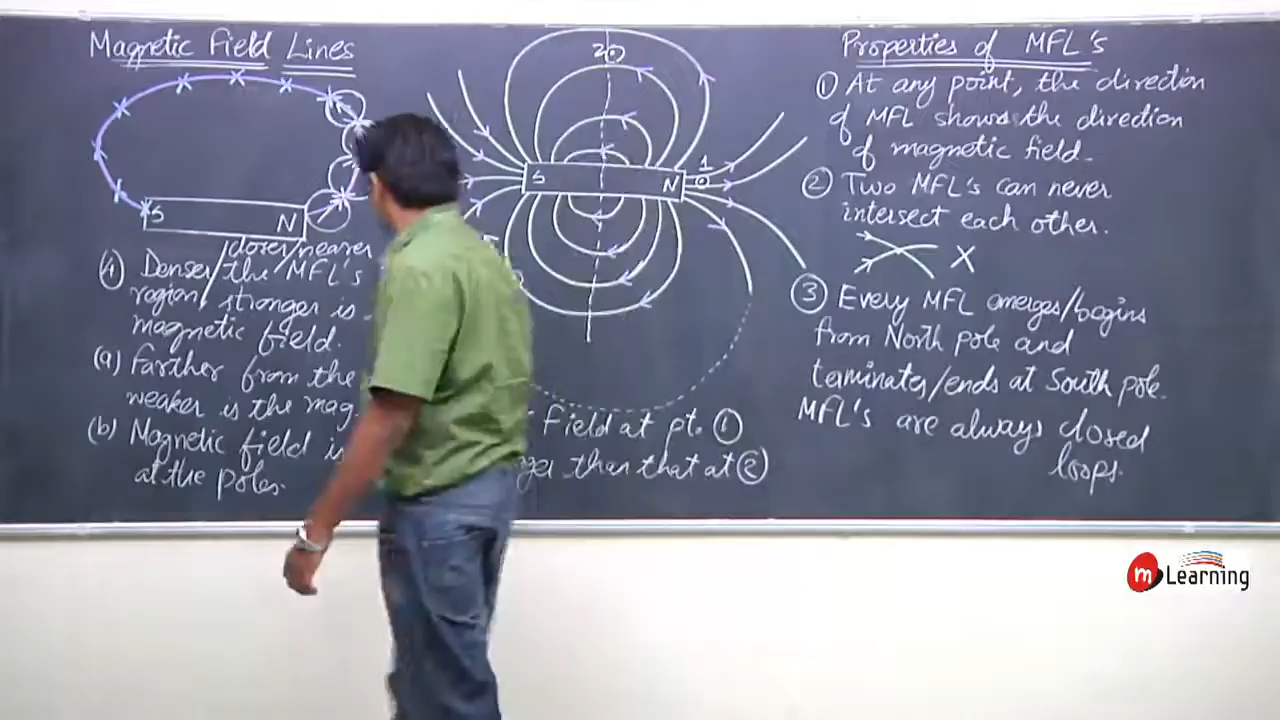 Magnetic Field Lines
S
N
(4) Denser/closer/nearer
the MFL's
region, stronger is
magnetic field.
(a) Farther from the
weaker is the mag.
(b) Magnetic field is
at the poles.
2
S
N
1
Field at pt. (1)
than that at (2)
Properties of MFL's
(1) At any point, the direction
of MFL shows the direction
of magnetic field.
(2) Two MFL's can never
intersect each other.
X
(3) Every MFL emerges/begins
from North pole and
terminates/ends at South pole.
MFL's are always closed
loops.
m Learning